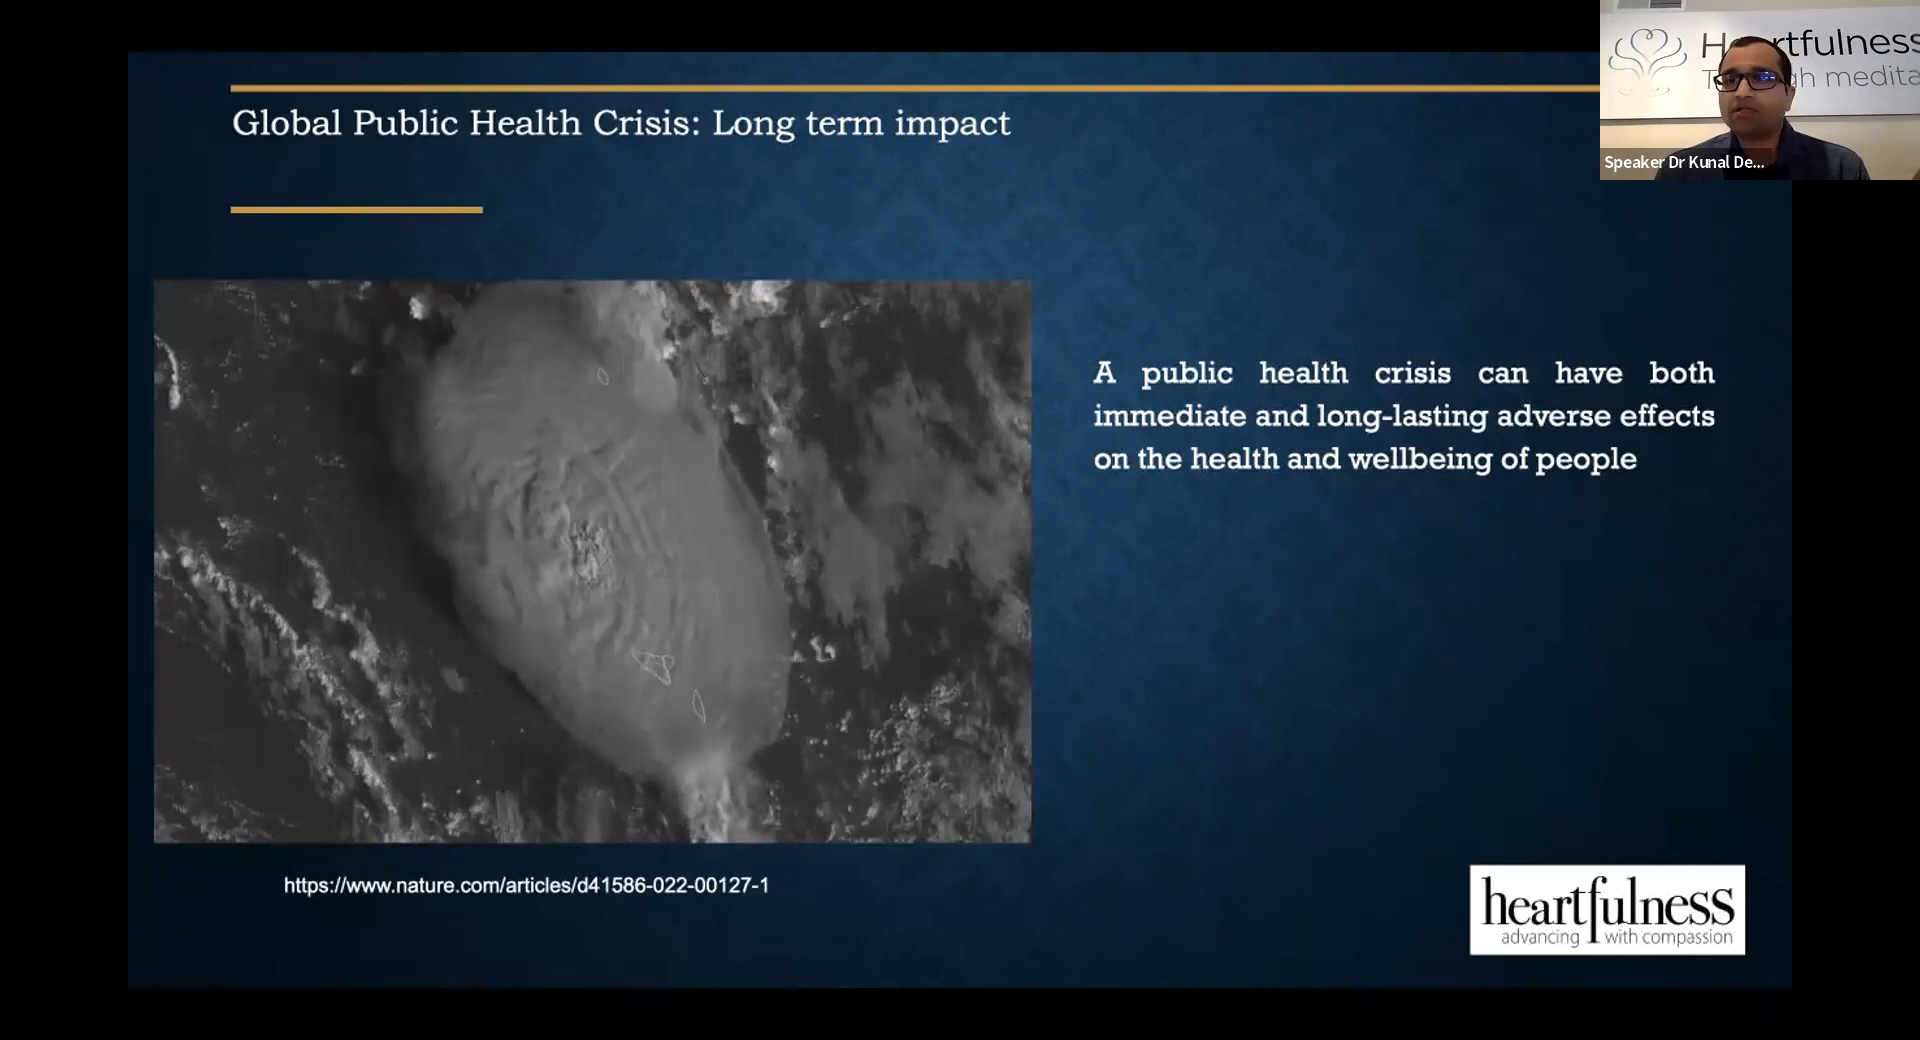 Heartfulness
medita
Speaker Dr Kunal De...
Global Public Health Crisis: Long term impact
A public health crisis can have both
immediate and long-lasting adverse effects
on the health and wellbeing of people
https://www.nature.com/articles/d41586-022-00127-1
heartfulness
advancing with compassion